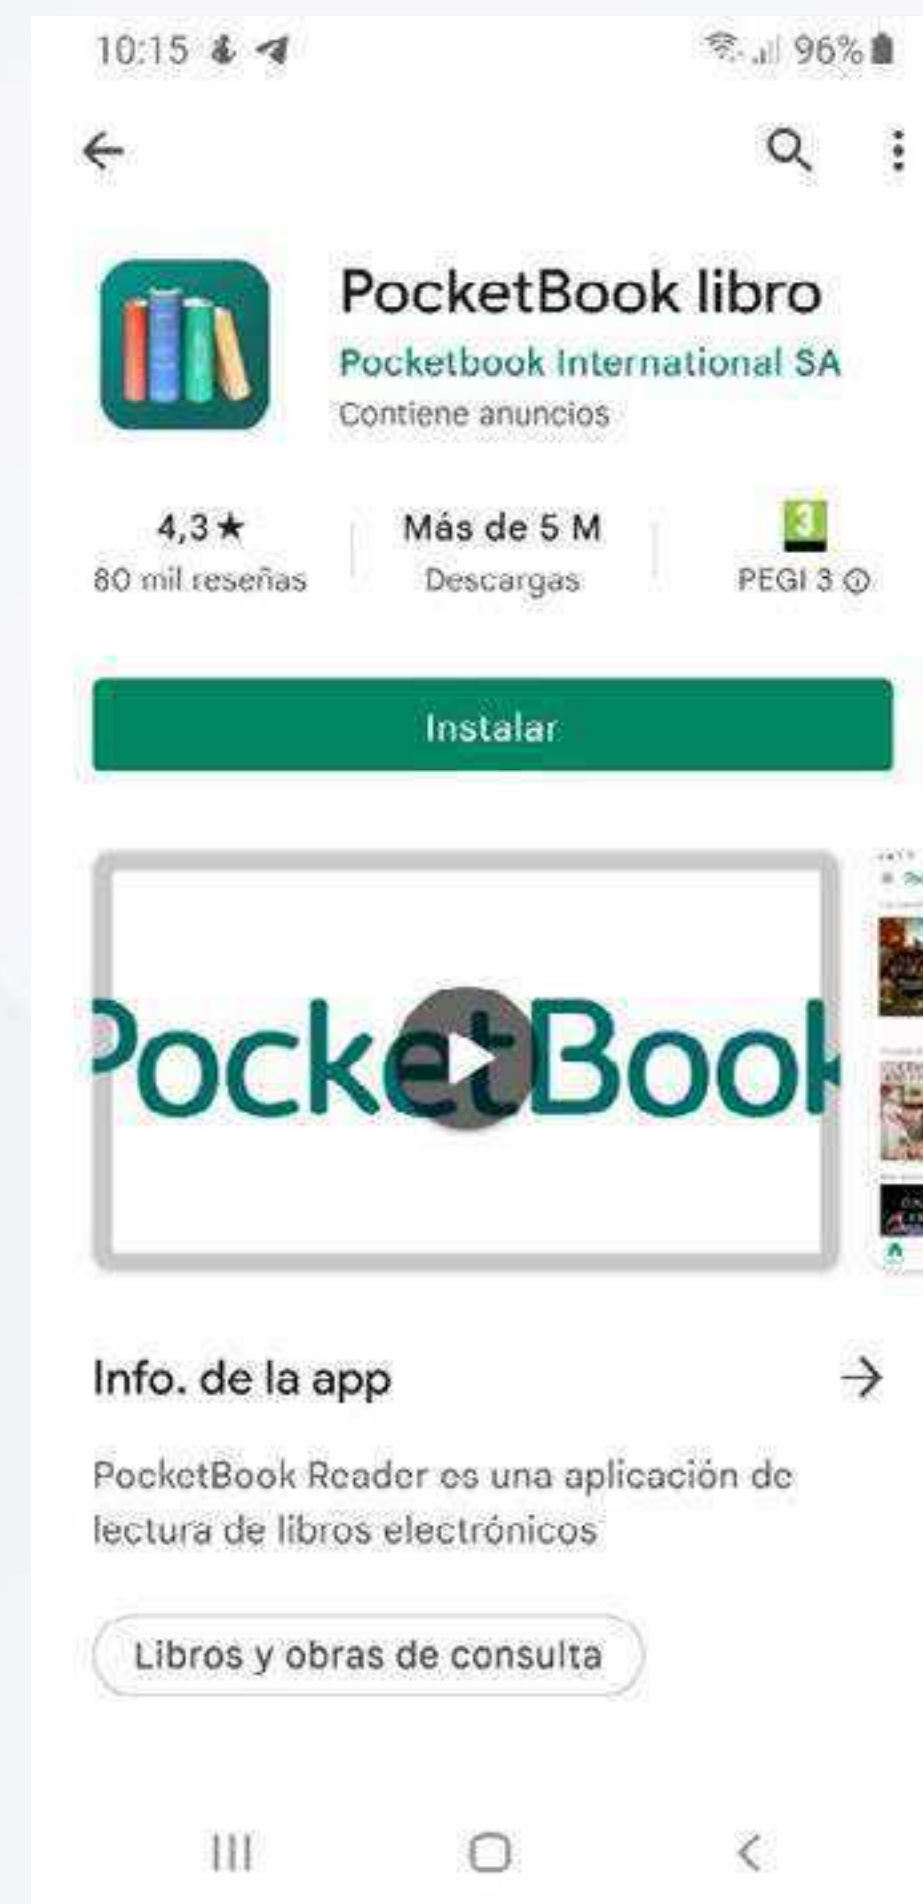 10:15
96%
PocketBook libro
Pocketbook International SA
Contiene anuncios
4,3★
80 mil reseñas
Más de 5 M
Descargas
3
PEGI 3
Instalar
PocketBook
Info. de la app
PocketBook Reader es una aplicación de
lectura de libros electrónicos
Libros y obras de consulta